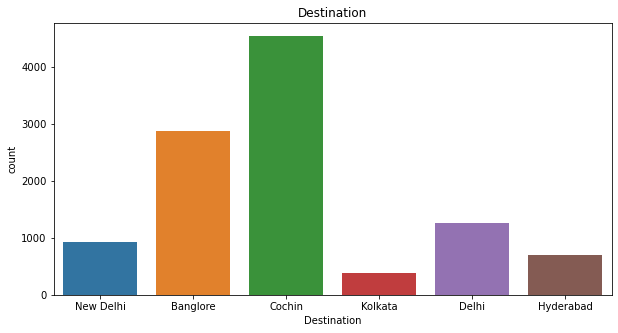 Destination
count
4000
3000
2000
1000
0
New Delhi Banglore Cochin Kolkata Delhi Hyderabad
Destination